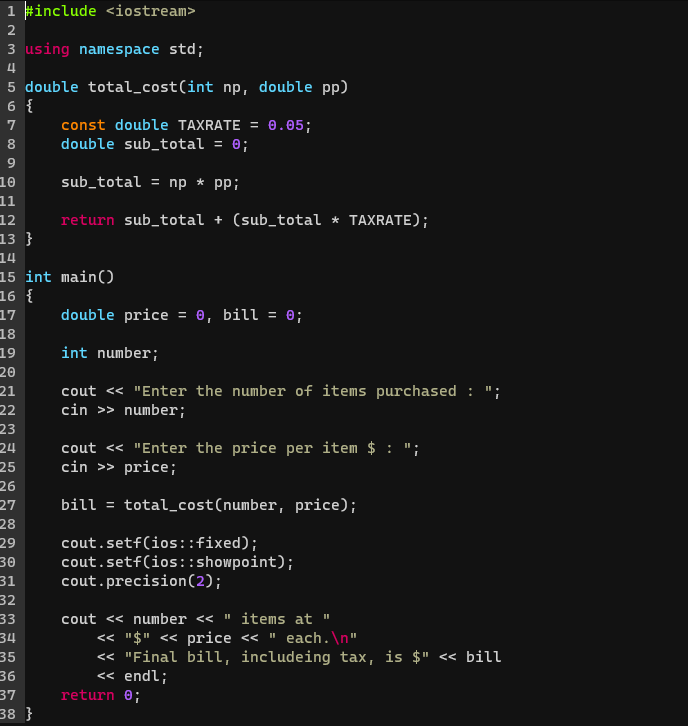 1 #include <iostream>
2
3 using namespace std;
4
5 double total_cost(int np, double pp)
6 {
7     const double TAXRATE = 0.05;
8     double sub_total = 0;
9
10     sub_total = np * pp;
11
12     return sub_total + (sub_total * TAXRATE);
13 }
14
15 int main()
16 {
17     double price = 0, bill = 0;
18
19     int number;
20
21     cout << "Enter the number of items purchased : ";
22     cin >> number;
23
24     cout << "Enter the price per item $ : ";
25     cin >> price;
26
27     bill = total_cost(number, price);
28
29     cout.setf(ios::fixed);
30     cout.setf(ios::showpoint);
31     cout.precision(2);
32
33     cout << number << " items at "
34         << "$" << price << " each.\n"
35         << "Final bill, includeing tax, is $" << bill
36         << endl;
37     return 0;
38 }